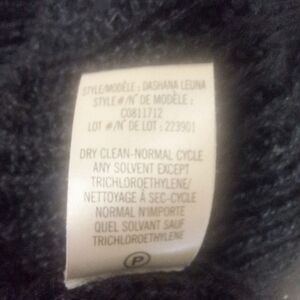 STYLE/MODÈLE : DASHANA LEUNA
STYLE #/N° DE MODÈLE :
C0811712
LOT #/N° DE LOT : 223901
DRY CLEAN-NORMAL CYCLE
ANY SOLVENT EXCEPT
TRICHLOROETHYLENE/
NETTOYAGE À SEC-CYCLE
NORMAL N'IMPORTE
QUEL SOLVANT SAUF
TRICHLOROETHYLENE
P